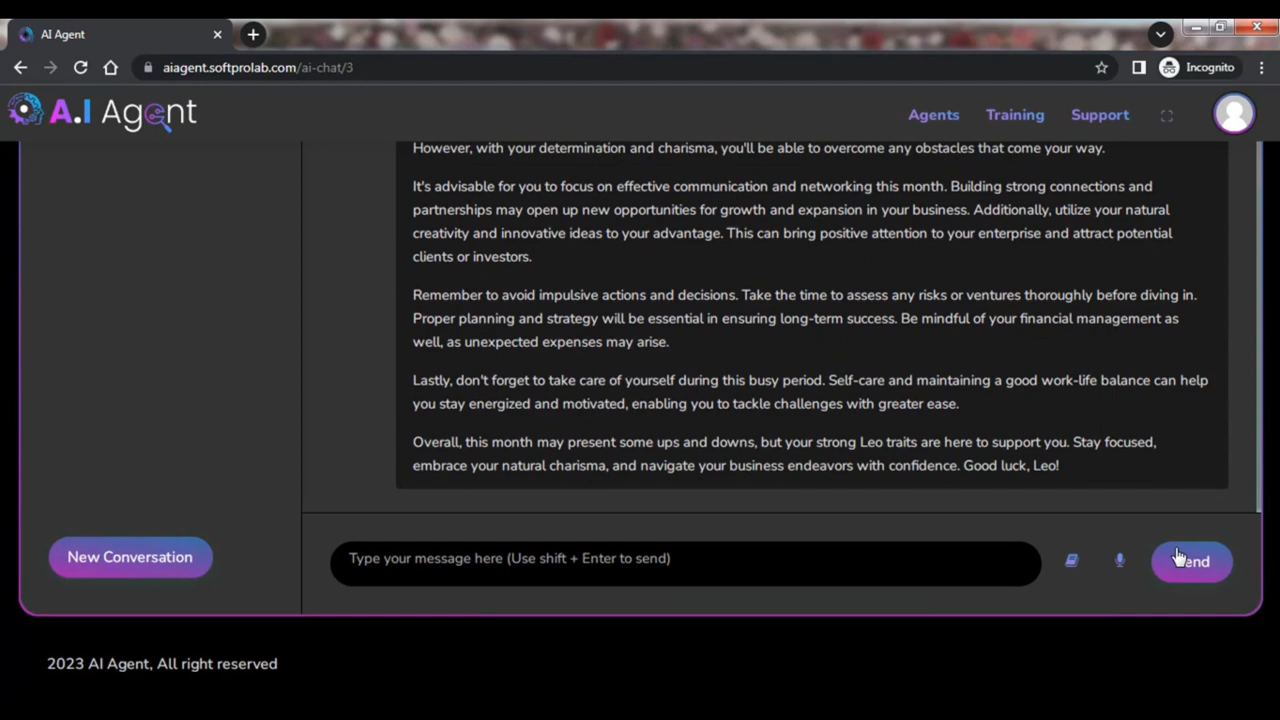 AI Agent
aiagent.softprolab.com/ai-chat/3
Incognito
A.I Agent
Agents
Training
Support
However, with your determination and charisma, you'll be able to overcome any obstacles that come your way.
It's advisable for you to focus on effective communication and networking this month. Building strong connections and
partnerships may open up new opportunities for growth and expansion in your business. Additionally, utilize your natural
creativity and innovative ideas to your advantage. This can bring positive attention to your enterprise and attract potential
clients or investors.
Remember to avoid impulsive actions and decisions. Take the time to assess any risks or ventures thoroughly before diving in.
Proper planning and strategy will be essential in ensuring long-term success. Be mindful of your financial management as
well, as unexpected expenses may arise.
Lastly, don't forget to take care of yourself during this busy period. Self-care and maintaining a good work-life balance can help
you stay energized and motivated, enabling you to tackle challenges with greater ease.
Overall, this month may present some ups and downs, but your strong Leo traits are here to support you. Stay focused,
embrace your natural charisma, and navigate your business endeavors with confidence. Good luck, Leo!
New Conversation
Type your message here (Use shift + Enter to send)
Send
2023 AI Agent, All right reserved